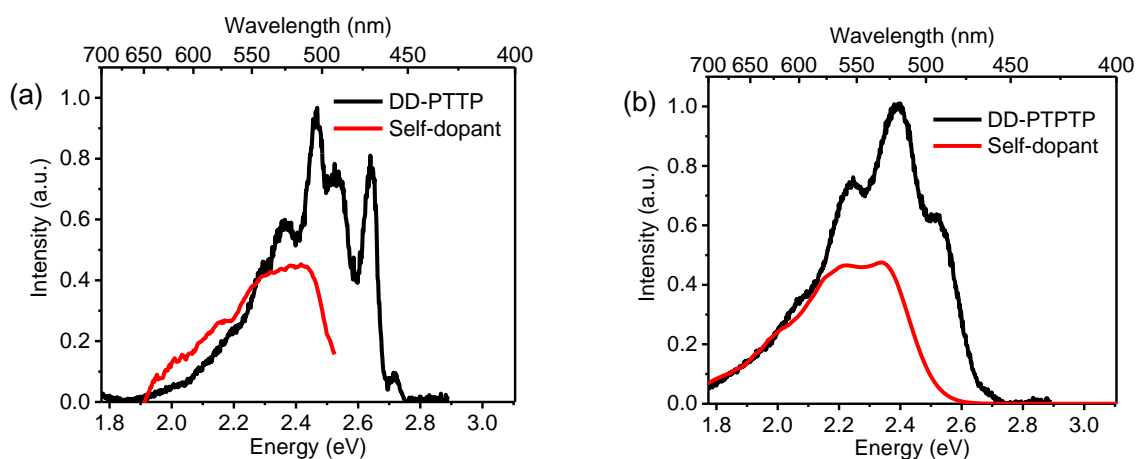 Wavelength (nm)
700 650 600 550 500 450 400
(a)
1.0
0.8
0.6
0.4
0.2
0.0
Intensity (a.u.)
DD-PTTP
Self-dopant
1.8 2.0 2.2 2.4 2.6 2.8 3.0
Energy (eV)
Wavelength (nm)
700 650 600 550 500 450 400
(b)
1.0
0.8
0.6
0.4
0.2
0.0
Intensity (a.u.)
DD-PTPTP
Self-dopant
1.8 2.0 2.2 2.4 2.6 2.8 3.0
Energy (eV)